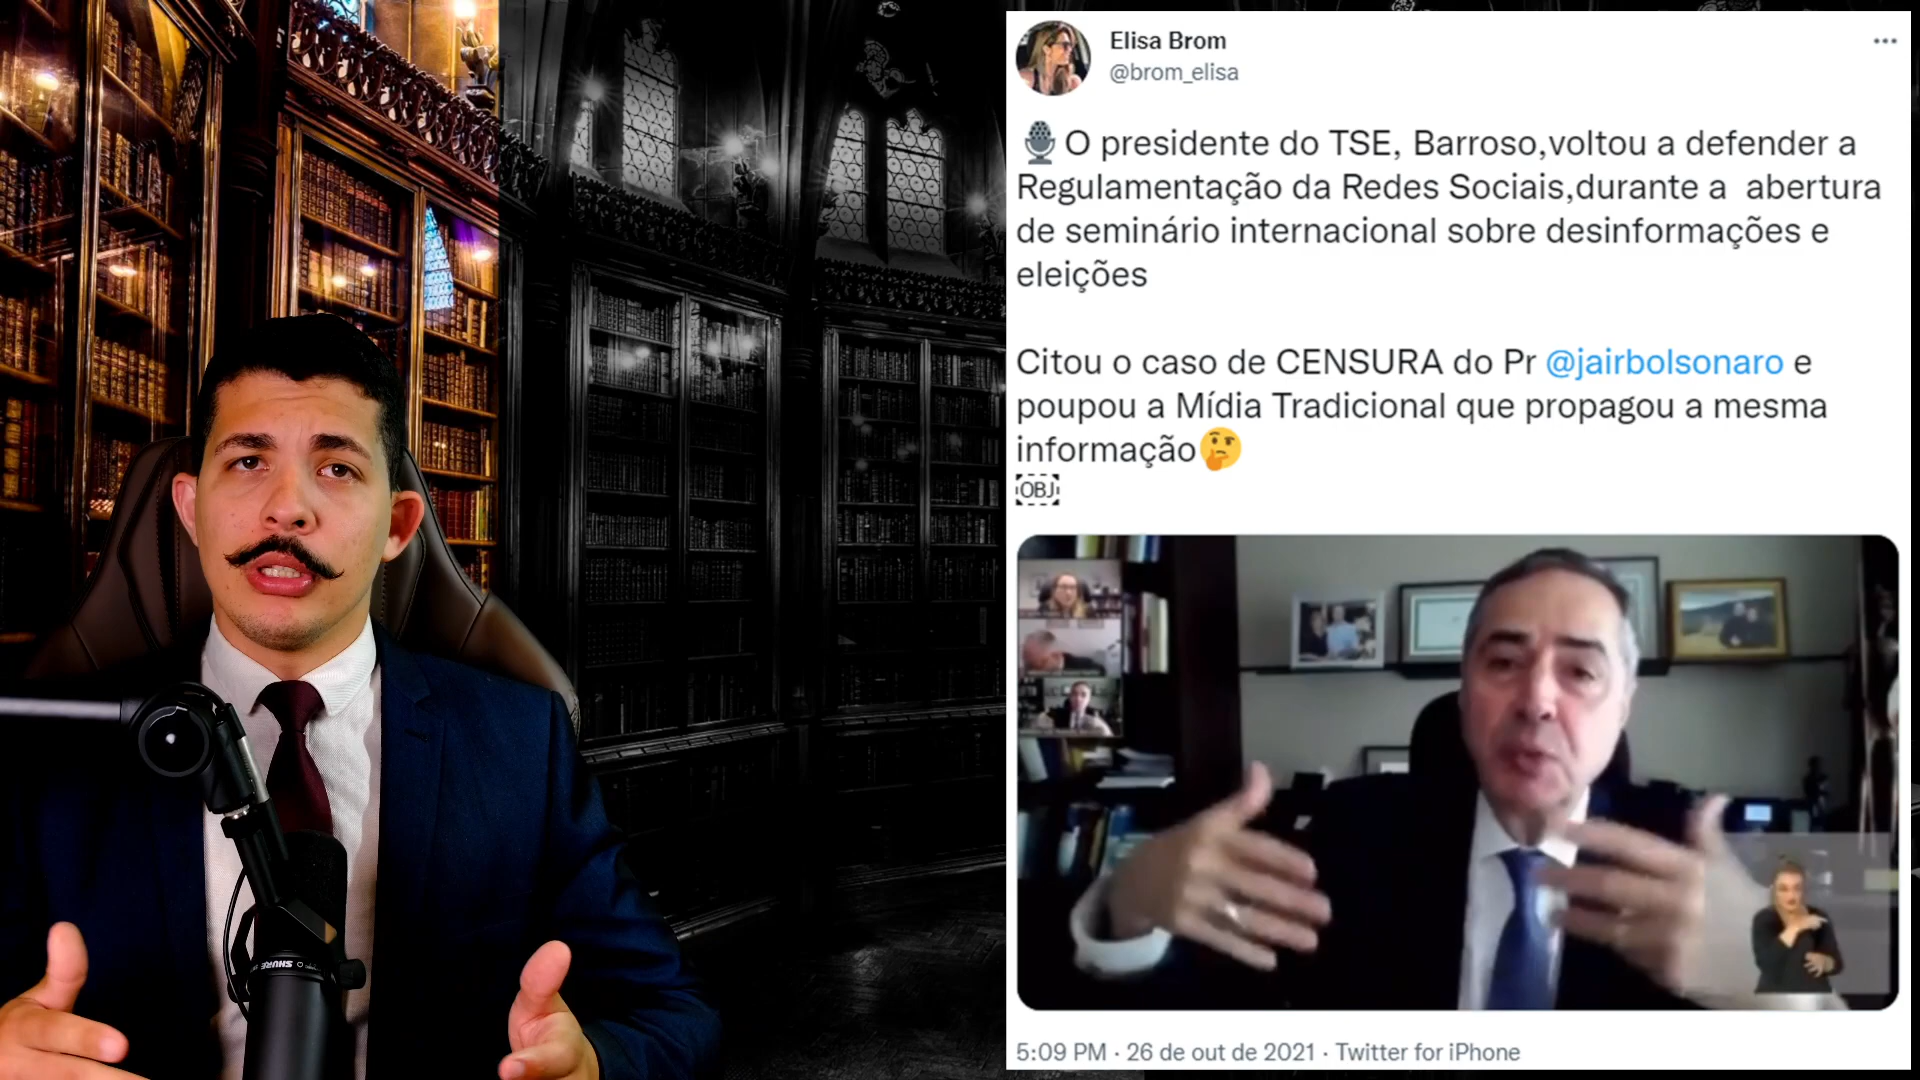 Elisa Brom
@brom_elisa
🎙️O presidente do TSE, Barroso,voltou a defender a
Regulamentação da Redes Sociais,durante a  abertura
de seminário internacional sobre desinformações e
eleições
Citou o caso de CENSURA do Pr @jairbolsonaro e
poupou a Mídia Tradicional que propagou a mesma
informação🤔
OBJ
5:09 PM · 26 de out de 2021 · Twitter for iPhone
SHURE